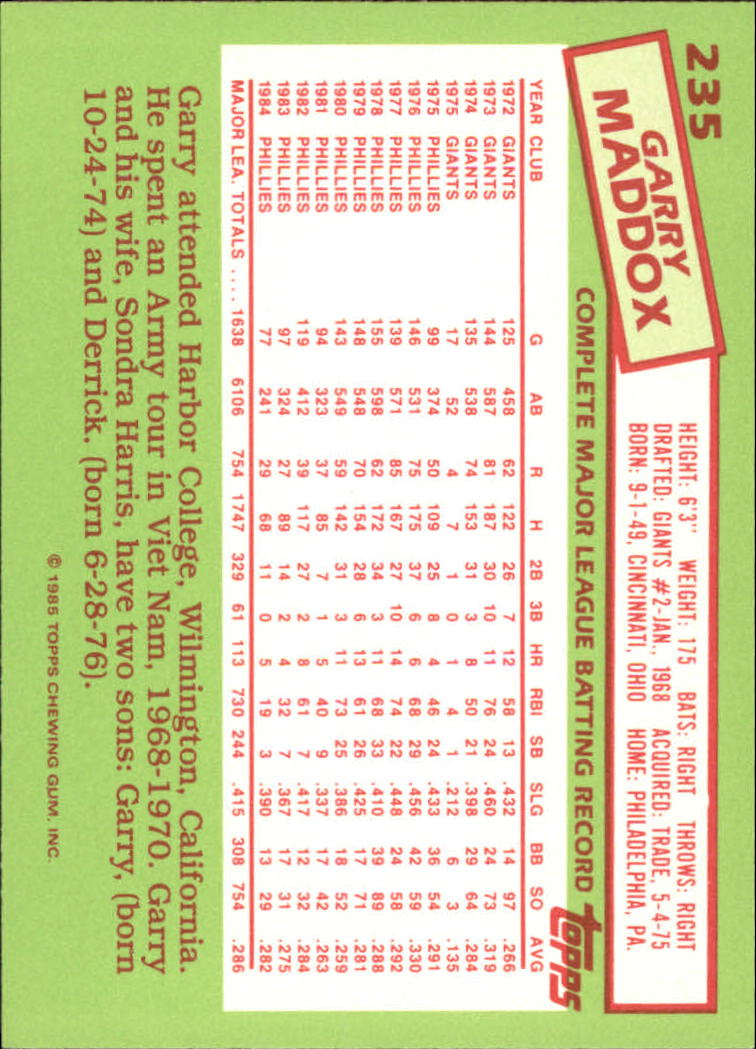 235
GARRY
MADDOX
HEIGHT: 6'3" WEIGHT: 175 BATS: RIGHT THROWS: RIGHT
DRAFTED: GIANTS #2-JAN., 1968 ACQUIRED: TRADE, 5-4-75
BORN: 9-1-49, CINCINNATI, OHIO HOME: PHILADELPHIA, PA.
COMPLETE MAJOR LEAGUE BATTING RECORD topps
YEAR CLUB G AB R H 2B 3B HR RBI SB SLG BB SO AVG
1972 GIANTS 125 458 62 122 26 7 12 58 13 .432 14 97 .266
1973 GIANTS 144 587 81 187 30 10 11 76 24 .460 24 73 .319
1974 GIANTS 135 538 74 153 31 3 8 50 21 .398 29 64 .284
1975 GIANTS 17 52 4 7 1 0 1 4 1 .212 6 3 .135
1975 PHILLIES 99 374 50 109 25 8 4 46 24 .433 36 54 .291
1976 PHILLIES 146 531 75 175 37 6 6 68 29 .456 42 59 .330
1977 PHILLIES 139 571 85 167 27 10 14 74 22 .448 24 58 .292
1978 PHILLIES 155 598 62 172 34 3 11 68 33 .410 39 89 .288
1979 PHILLIES 148 548 70 154 28 6 13 61 26 .425 17 71 .281
1980 PHILLIES 143 549 59 142 31 3 11 73 25 .386 18 52 .259
1981 PHILLIES 94 323 37 85 7 1 5 40 9 .337 17 42 .263
1982 PHILLIES 119 412 39 117 27 2 8 61 7 .417 12 32 .284
1983 PHILLIES 97 324 27 89 14 2 4 32 7 .367 17 31 .275
1984 PHILLIES 77 241 29 68 11 0 5 19 3 .390 13 29 .282
MAJOR LEA. TOTALS .... 1638 6106 754 1747 329 61 113 730 244 .415 308 754 .286
Garry attended Harbor College, Wilmington, California.
He spent an Army tour in Viet Nam, 1968-1970. Garry
and his wife, Sondra Harris, have two sons: Garry, (born
10-24-74) and Derrick. (born 6-28-76).
© 1985 TOPPS CHEWING GUM, INC.